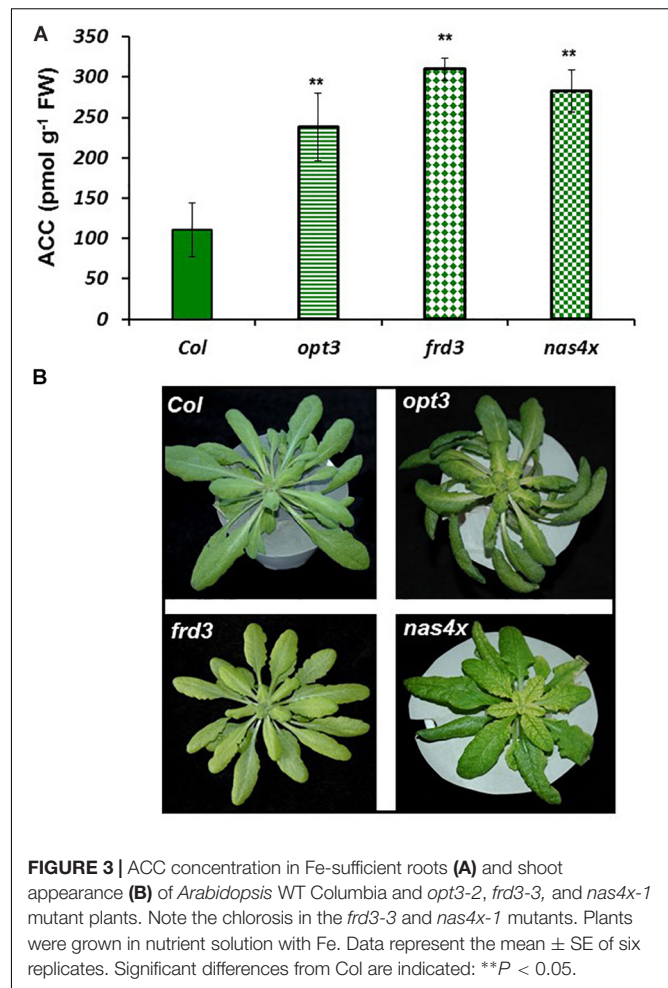 A
350
300
250
200
150
100
50
0
ACC (pmol g-1 FW)
**
**
**
Col
opt3
frd3
nas4x
B
Col
opt3
frd3
nas4x
FIGURE 3 | ACC concentration in Fe-sufficient roots (A) and shoot
appearance (B) of Arabidopsis WT Columbia and opt3-2, frd3-3, and nas4x-1
mutant plants. Note the chlorosis in the frd3-3 and nas4x-1 mutants. Plants
were grown in nutrient solution with Fe. Data represent the mean ± SE of six
replicates. Significant differences from Col are indicated: **P < 0.05.